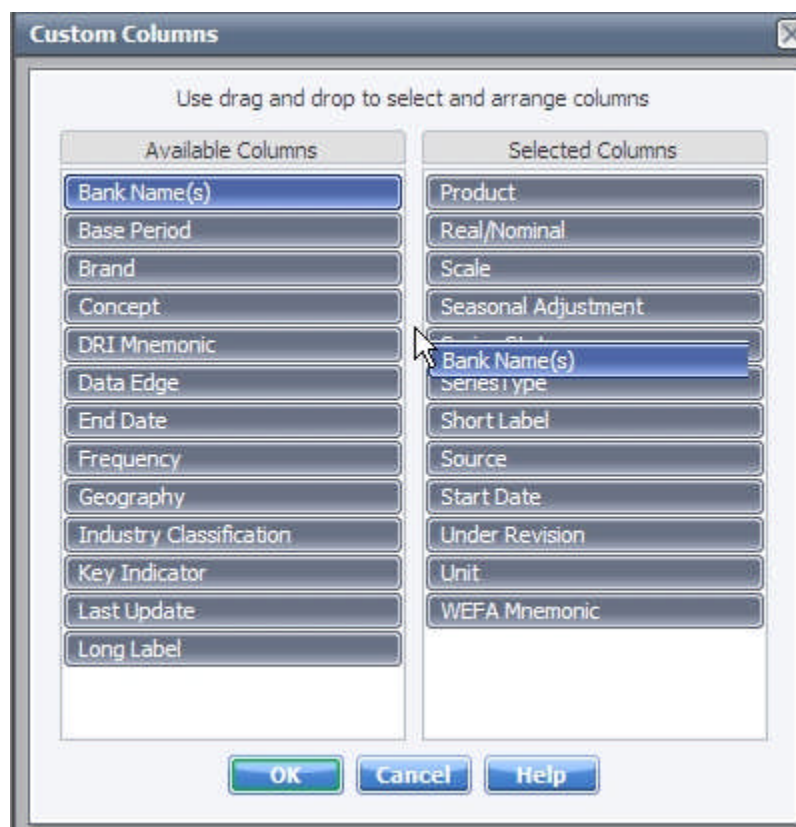 Custom Columns
Use drag and drop to select and arrange columns
Available Columns
Selected Columns
Bank Name(s)
Base Period
Brand
Concept
DRI Mnemonic
Data Edge
End Date
Frequency
Geography
Industry Classification
Key Indicator
Last Update
Long Label
Product
Real/Nominal
Scale
Seasonal Adjustment
Bank Name(s)
SeriesType
Short Label
Source
Start Date
Under Revision
Unit
WEFA Mnemonic
OK
Cancel
Help